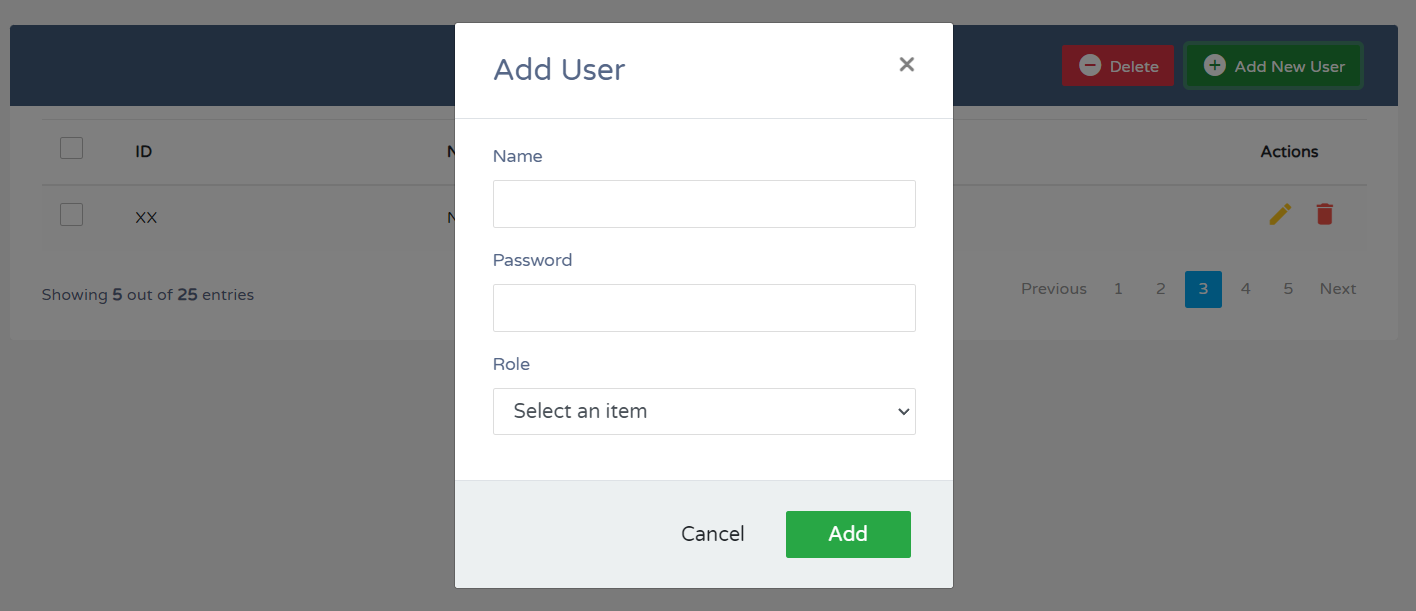 Add User
×
Delete
Add New User
ID
N
Actions
XX
N
Showing 5 out of 25 entries
Previous 1 2 3 4 5 Next
Name
Password
Role
Select an item
Cancel
Add